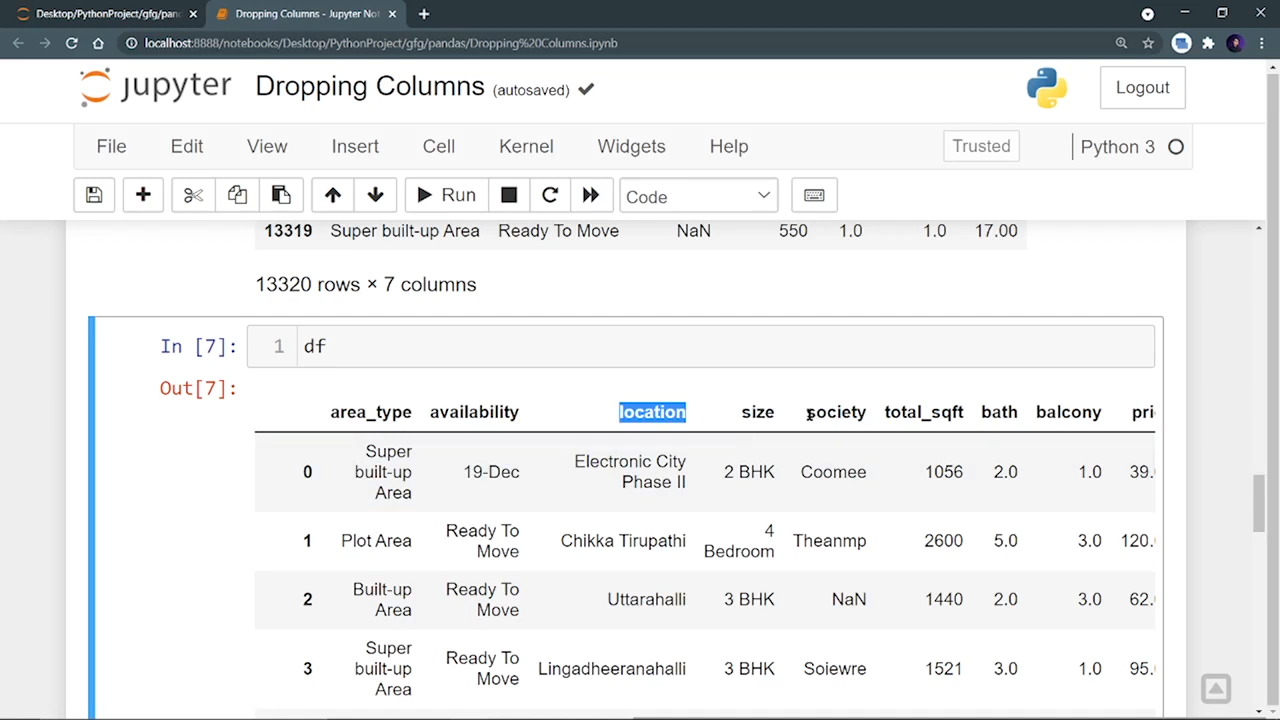 Desktop/PythonProject/gfg/pand
Dropping Columns - Jupyter Not
localhost:8888/notebooks/Desktop/PythonProject/gfg/pandas/Dropping%20Columns.ipynb
jupyter Dropping Columns (autosaved) Logout
File Edit View Insert Cell Kernel Widgets Help Trusted Python 3
Run Code
13319 Super built-up Area Ready To Move NaN 550 1.0 1.0 17.00
13320 rows × 7 columns
In [7]: 1 df
Out[7]:
area_type availability location size society total_sqft bath balcony pri
0 Super built-up Area 19-Dec Electronic City Phase II 2 BHK Coomee 1056 2.0 1.0 39.
1 Plot Area Ready To Move Chikka Tirupathi 4 Bedroom Theanmp 2600 5.0 3.0 120.
2 Built-up Area Ready To Move Uttarahalli 3 BHK NaN 1440 2.0 3.0 62.
3 Super built-up Area Ready To Move Lingadheeranahalli 3 BHK Soiewre 1521 3.0 1.0 95.